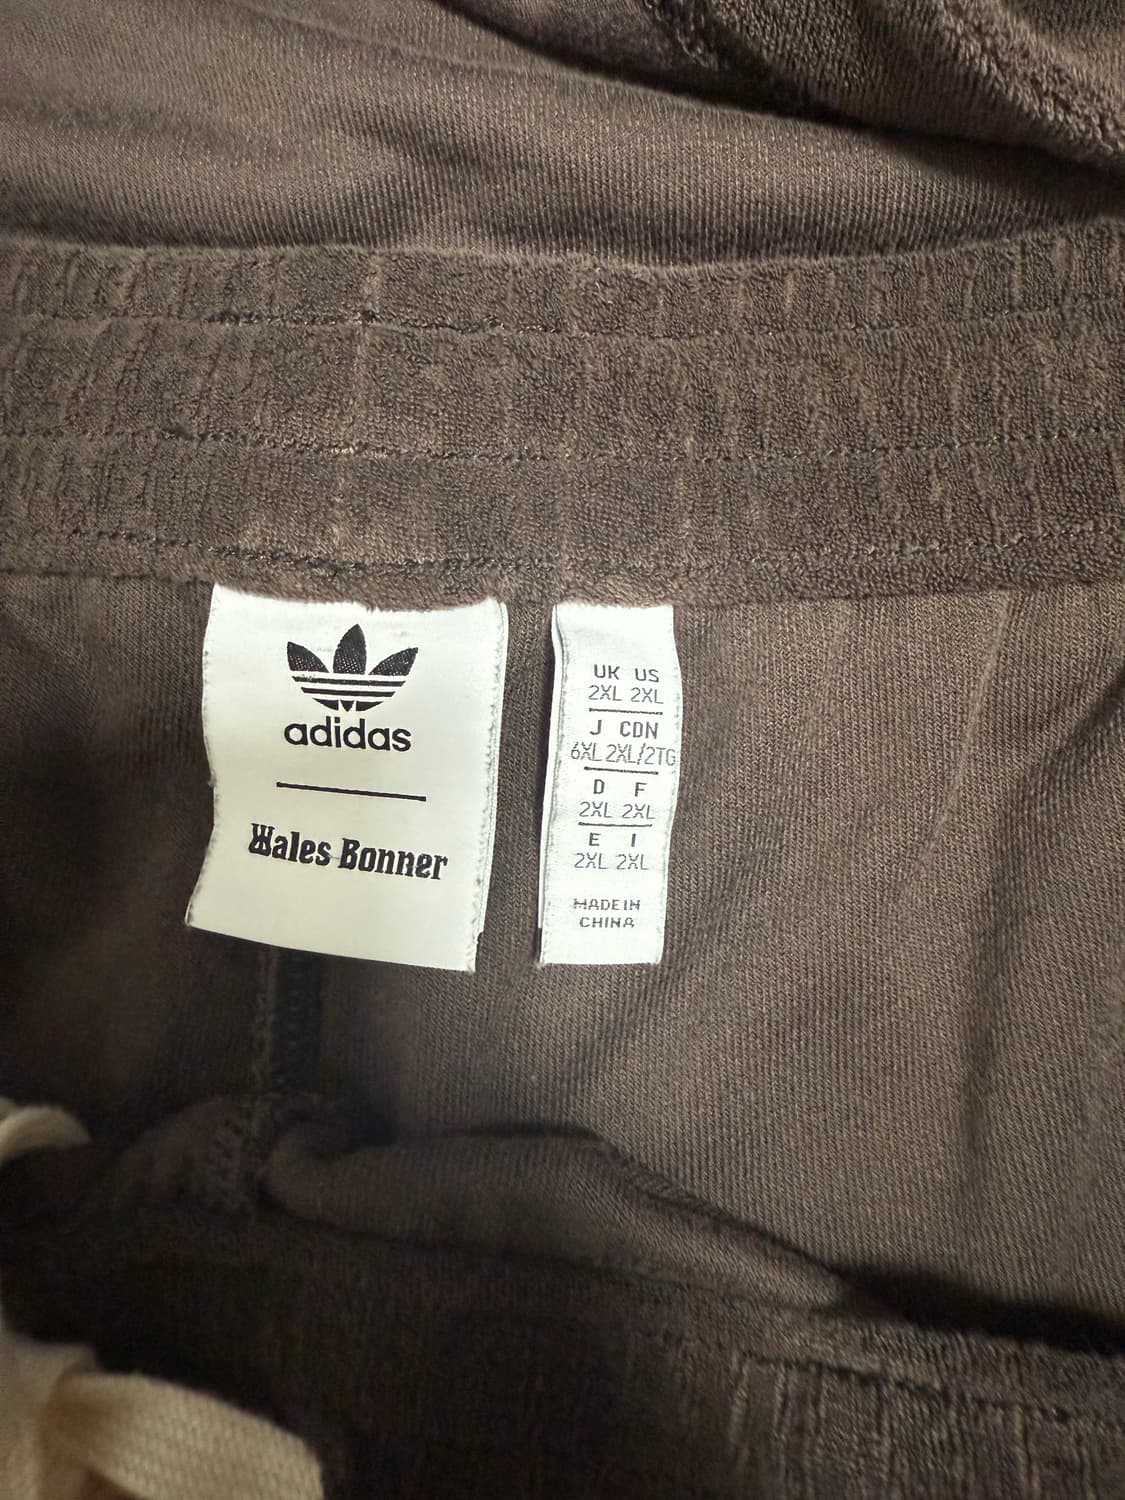 adidas
Wales Bonner
UK US
2XL 2XL
J CDN
6XL 2XL/2TG
D F
2XL 2XL
E I
2XL 2XL
MADE IN
CHINA